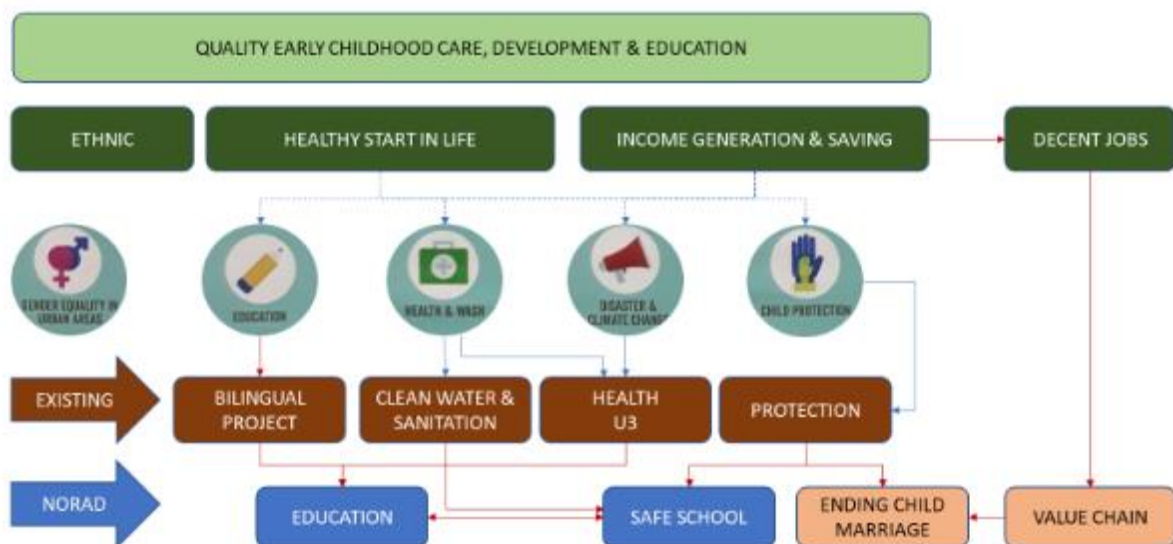 QUALITY EARLY CHILDHOOD CARE, DEVELOPMENT & EDUCATION
ETHNIC
HEALTHY START IN LIFE
INCOME GENERATION & SAVING
DECENT JOBS
GENDER EQUALITY IN
URBAN AREAS
EDUCATION
HEALTH & WASH
DISASTER &
CLIMATE CHANGE
CHILD PROTECTION
EXISTING
BILINGUAL
PROJECT
CLEAN WATER &
SANITATION
HEALTH
U3
PROTECTION
NORAD
EDUCATION
SAFE SCHOOL
ENDING CHILD
MARRIAGE
VALUE CHAIN